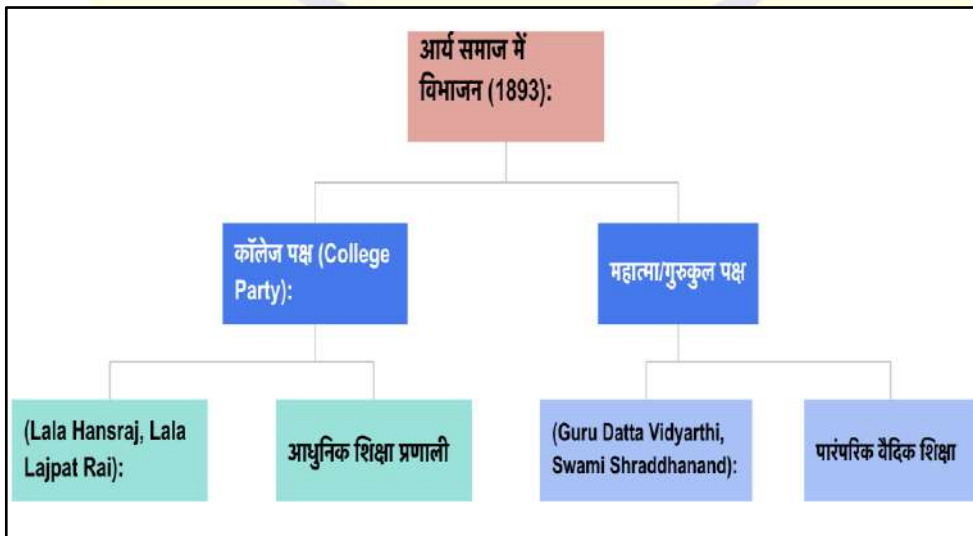 आर्य समाज में
विभाजन (1893):
कॉलेज पक्ष (College
Party):
महात्मा/गुरुकुल पक्ष
(Lala Hansraj, Lala
Lajpat Rai):
आधुनिक शिक्षा प्रणाली
(Guru Datta Vidyarthi,
Swami Shraddhanand):
पारंपरिक वैदिक शिक्षा